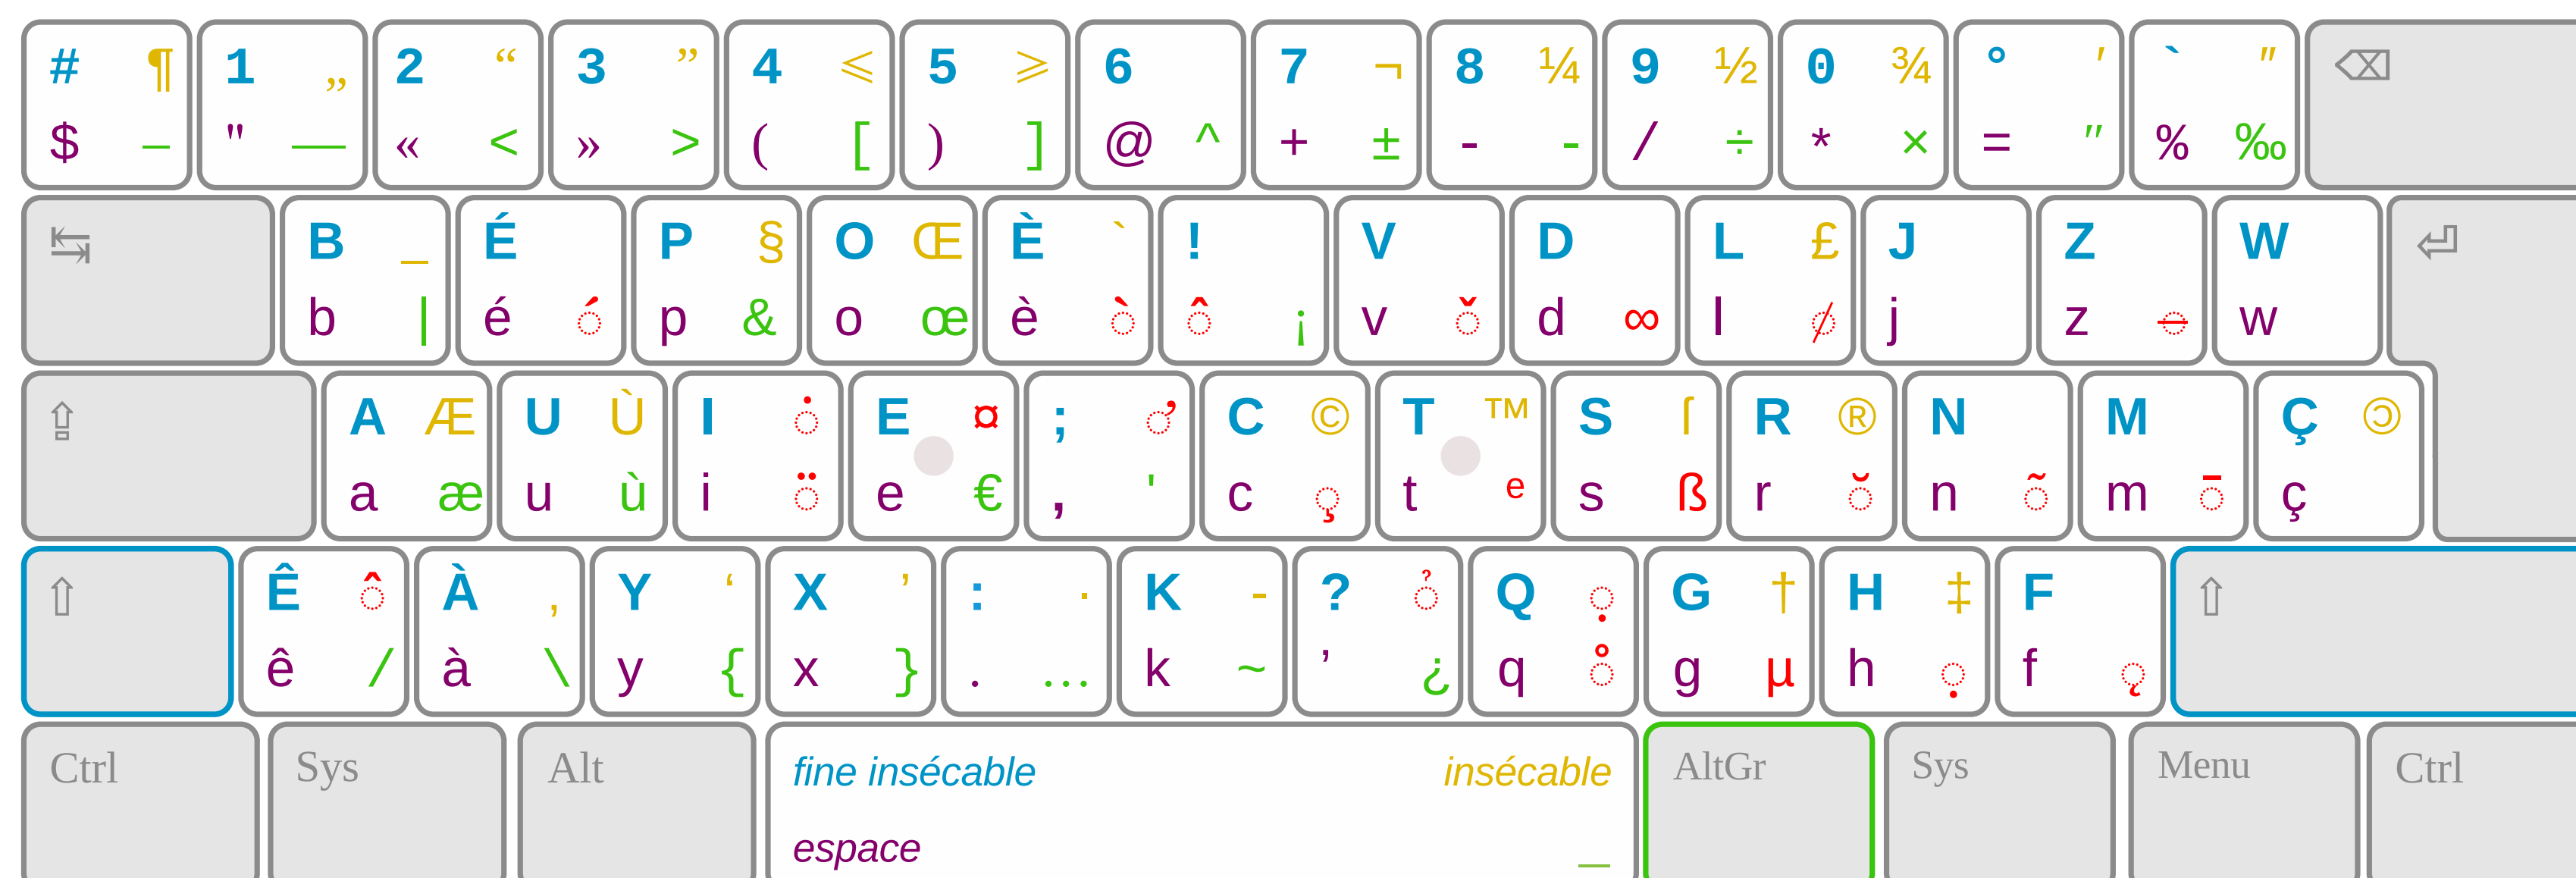 # ¶ 1 „ 2 “ 3 ” 4 ⩽ 5 ⩾ 6 7 ¬ 8 ¼ 9 ½ 0 ¾ ° ′ ` ″ ⌫
$ – " — « < » > ( [ ) ] @ ^ + ± - - / ÷ * × = ″ % ‰
↹ B _ É P § O Œ È ` ! V D L £ J Z W ⏎
b | é ◌́ p & o œ è ◌̀ ◌̂ ¡ v ◌̌ d ∞ l ◌̸ j z ◌̵ w
⇪ A Æ U Ù I ◌̇ E ¤ ; ◌̛ C © T ™ S ſ R ® N M Ç 🄯
a æ u ù i ◌̈ e € , ' c ◌̧ t ᵉ s ß r ◌̆ n ◌̃ m ◌̄ ç
⇧ Ê ◌̂ À ‚ Y ‘ X ’ : · K ‑ ? ◌̉ Q ◌̣ G † H ‡ F ⇧
ê / à \ y { x } . … k ~ ’ ¿ q ◌̊ g µ h ◌̣ f ◌̨
Ctrl Sys Alt fine insécable insécable AltGr Sys Menu Ctrl
espace _